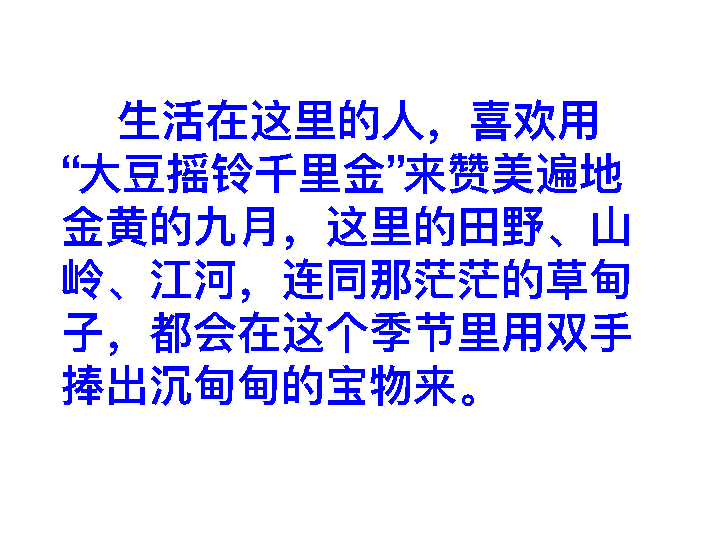 生活在这里的人，喜欢用
“大豆摇铃千里金”来赞美遍地
金黄的九月，这里的田野、山
岭、江河，连同那茫茫的草甸
子，都会在这个季节里用双手
捧出沉甸甸的宝物来。